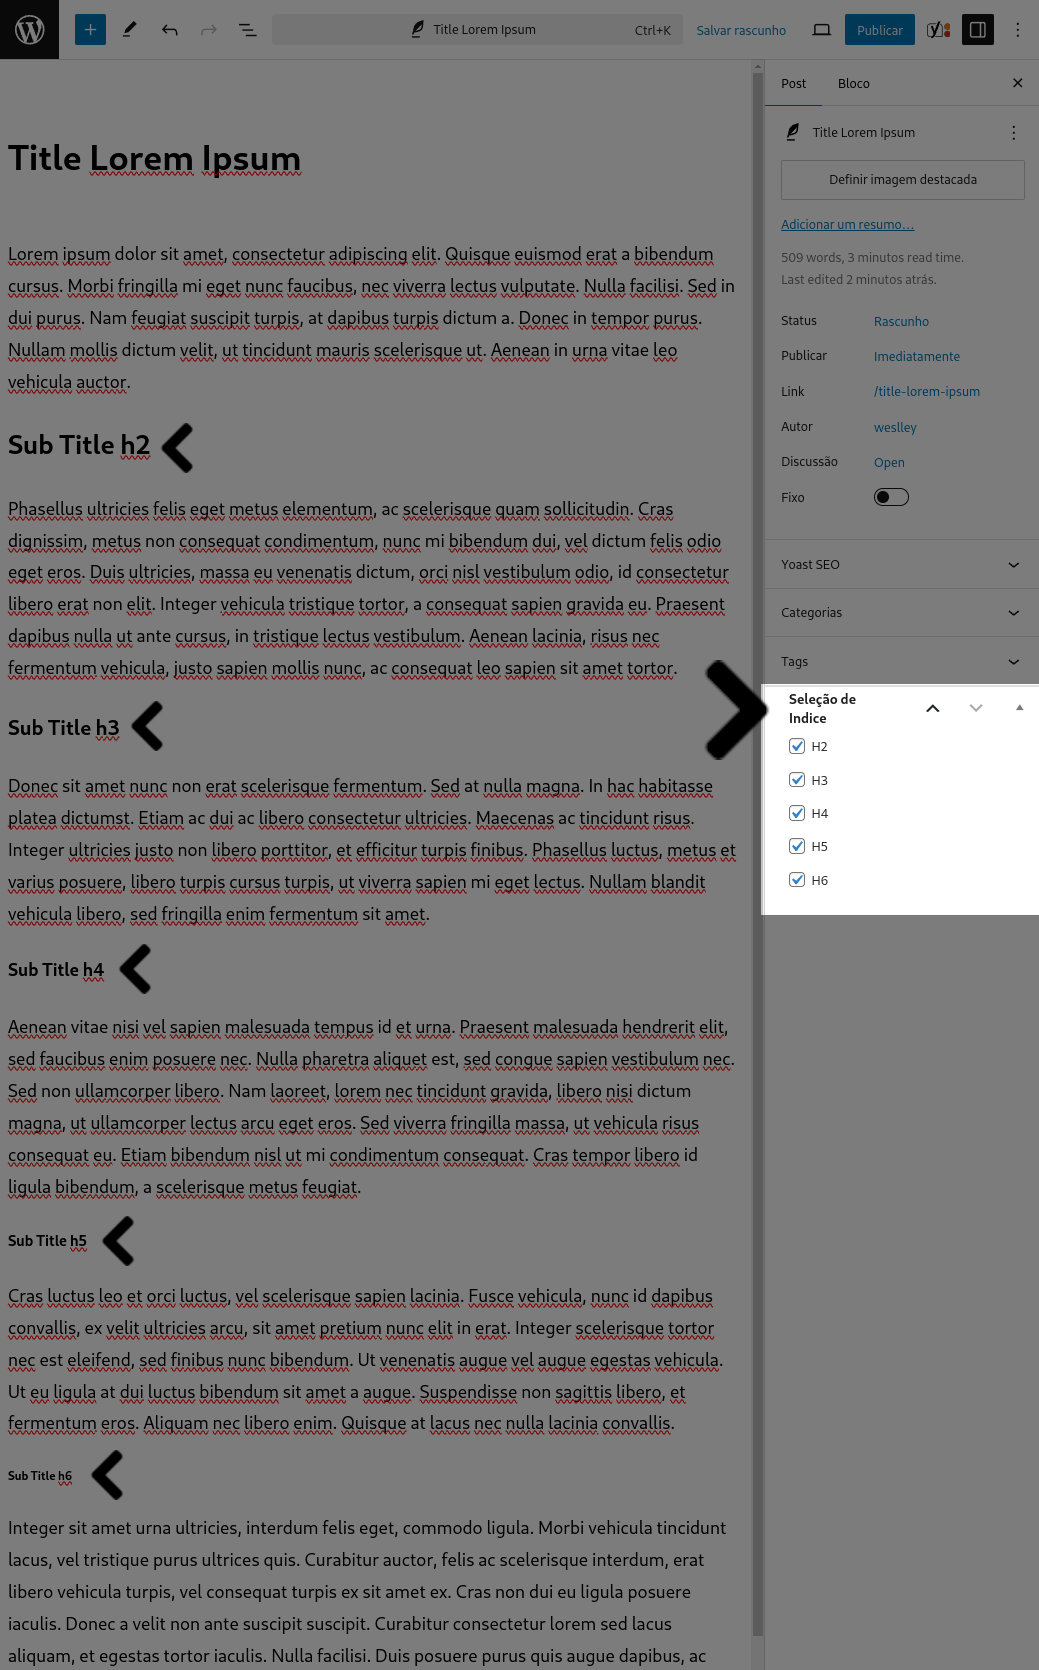 Title Lorem Ipsum
Ctrl+K
Salvar rascunho
Publicar
Title Lorem Ipsum
Lorem ipsum dolor sit amet, consectetur adipiscing elit. Quisque euismod erat a bibendum
cursus. Morbi fringilla mi eget nunc faucibus, nec viverra lectus vulputate. Nulla facilisi. Sed in
dui purus. Nam feugiat suscipit turpis, at dapibus turpis dictum a. Donec in tempor purus.
Nullam mollis dictum velit, ut tincidunt mauris scelerisque ut. Aenean in urna vitae leo
vehicula auctor.
Sub Title h2
Phasellus ultricies felis eget metus elementum, ac scelerisque quam sollicitudin. Cras
dignissim, metus non consequat condimentum, nunc mi bibendum dui, vel dictum felis odio
eget eros. Duis ultricies, massa eu venenatis dictum, orci nisl vestibulum odio, id consectetur
libero erat non elit. Integer vehicula tristique tortor, a consequat sapien gravida eu. Praesent
dapibus nulla ut ante cursus, in tristique lectus vestibulum. Aenean lacinia, risus nec
fermentum vehicula, justo sapien mollis nunc, ac consequat leo sapien sit amet tortor.
Sub Title h3
Donec sit amet nunc non erat scelerisque fermentum. Sed at nulla magna. In hac habitasse
platea dictumst. Etiam ac dui ac libero consectetur ultricies. Maecenas ac tincidunt risus.
Integer ultricies justo non libero porttitor, et efficitur turpis finibus. Phasellus luctus, metus et
varius posuere, libero turpis cursus turpis, ut viverra sapien mi eget lectus. Nullam blandit
vehicula libero, sed fringilla enim fermentum sit amet.
Sub Title h4
Aenean vitae nisi vel sapien malesuada tempus id et urna. Praesent malesuada hendrerit elit,
sed faucibus enim posuere nec. Nulla pharetra aliquet est, sed congue sapien vestibulum nec.
Sed non ullamcorper libero. Nam laoreet, lorem nec tincidunt gravida, libero nisi dictum
magna, ut ullamcorper lectus arcu eget eros. Sed viverra fringilla massa, ut vehicula risus
consequat eu. Etiam bibendum nisl ut mi condimentum consequat. Cras tempor libero id
ligula bibendum, a scelerisque metus feugiat.
Sub Title h5
Cras luctus leo et orci luctus, vel scelerisque sapien lacinia. Fusce vehicula, nunc id dapibus
convallis, ex velit ultricies arcu, sit amet pretium nunc elit in erat. Integer scelerisque tortor
nec est eleifend, sed finibus nunc bibendum. Ut venenatis augue vel augue egestas vehicula.
Ut eu ligula at dui luctus bibendum sit amet a augue. Suspendisse non sagittis libero, et
fermentum eros. Aliquam nec libero enim. Quisque at lacus nec nulla lacinia convallis.
Sub Title h6
Integer sit amet urna ultricies, interdum felis eget, commodo ligula. Morbi vehicula tincidunt
lacus, vel tristique purus ultrices quis. Curabitur auctor, felis ac scelerisque interdum, erat
libero vehicula turpis, vel consequat turpis ex sit amet ex. Cras non dui eu ligula posuere
iaculis. Donec a velit non ante suscipit suscipit. Curabitur consectetur lorem sed lacus
aliquam, et egestas tortor iaculis. Nulla facilisi. Duis posuere purus quis augue dapibus, ac
Post
Bloco
Title Lorem Ipsum
Definir imagem destacada
Adicionar um resumo…
509 words, 3 minutos read time.
Last edited 2 minutos atrás.
Status
Rascunho
Publicar
Imediatamente
Link
/title-lorem-ipsum
Autor
weslley
Discussão
Open
Fixo
Yoast SEO
Categorias
Tags
Seleção de
Indice
H2
H3
H4
H5
H6